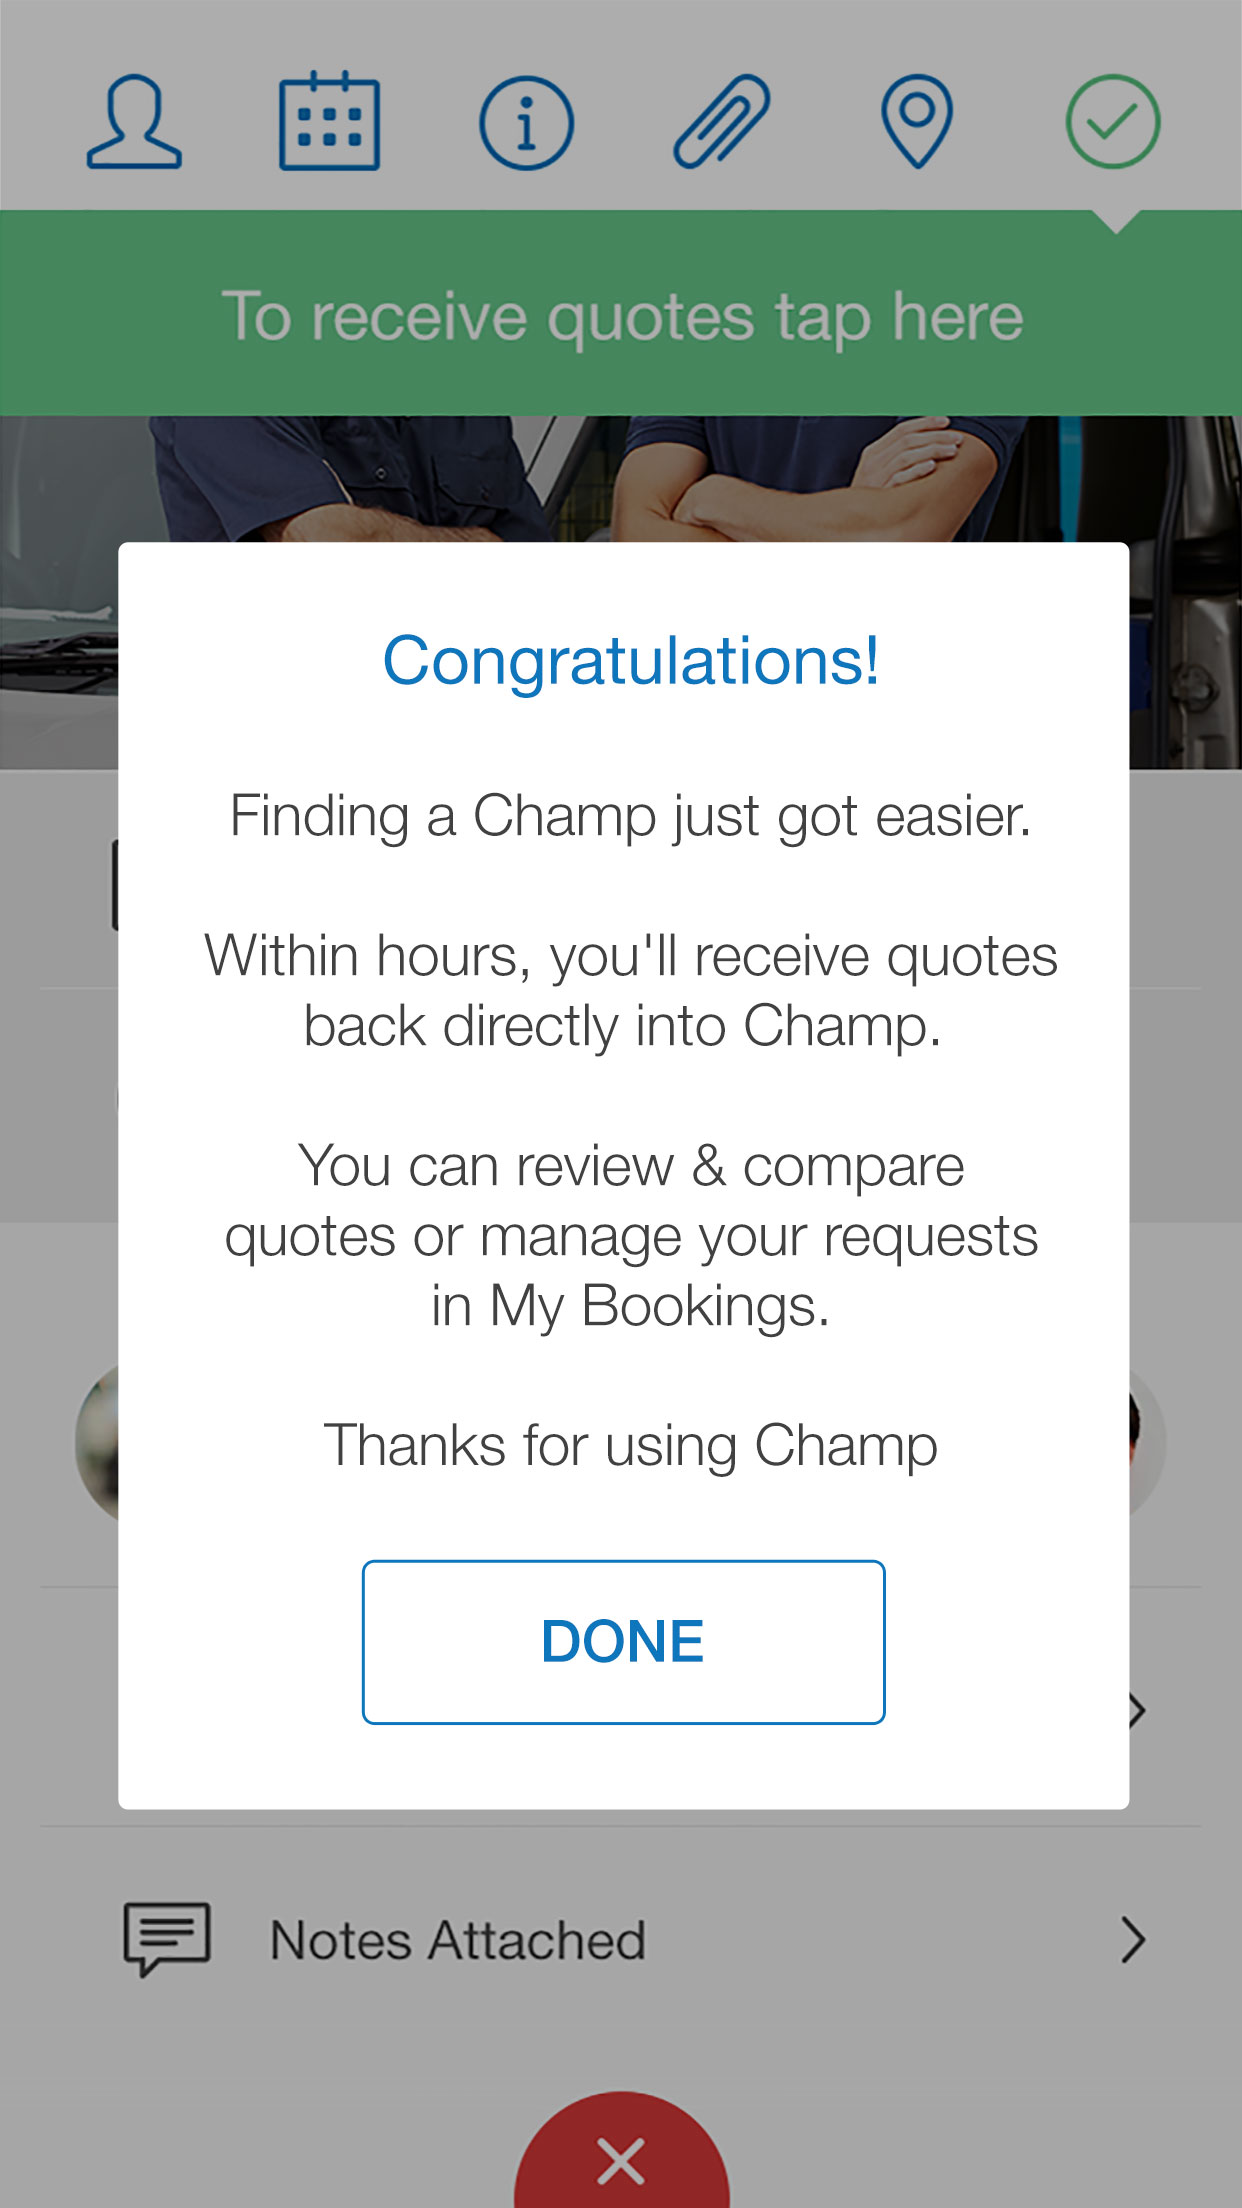 To receive quotes tap here
Congratulations!
Finding a Champ just got easier.
Within hours, you'll receive quotes
back directly into Champ.
You can review & compare
quotes or manage your requests
in My Bookings.
Thanks for using Champ
DONE
Notes Attached